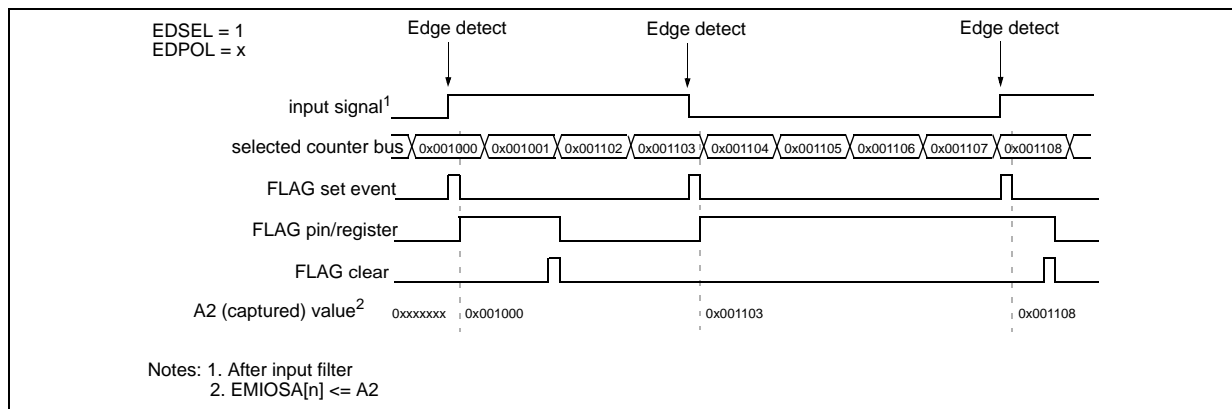 EDSEL = 1
EDPOL = x
Edge detect Edge detect Edge detect
input signal1
selected counter bus 0x001000 0x001001 0x001102 0x001103 0x001104 0x001105 0x001106 0x001107 0x001108
FLAG set event
FLAG pin/register
FLAG clear
A2 (captured) value2 0xxxxxxx 0x001000 0x001103 0x001108
Notes: 1. After input filter
2. EMIOSA[n] <= A2